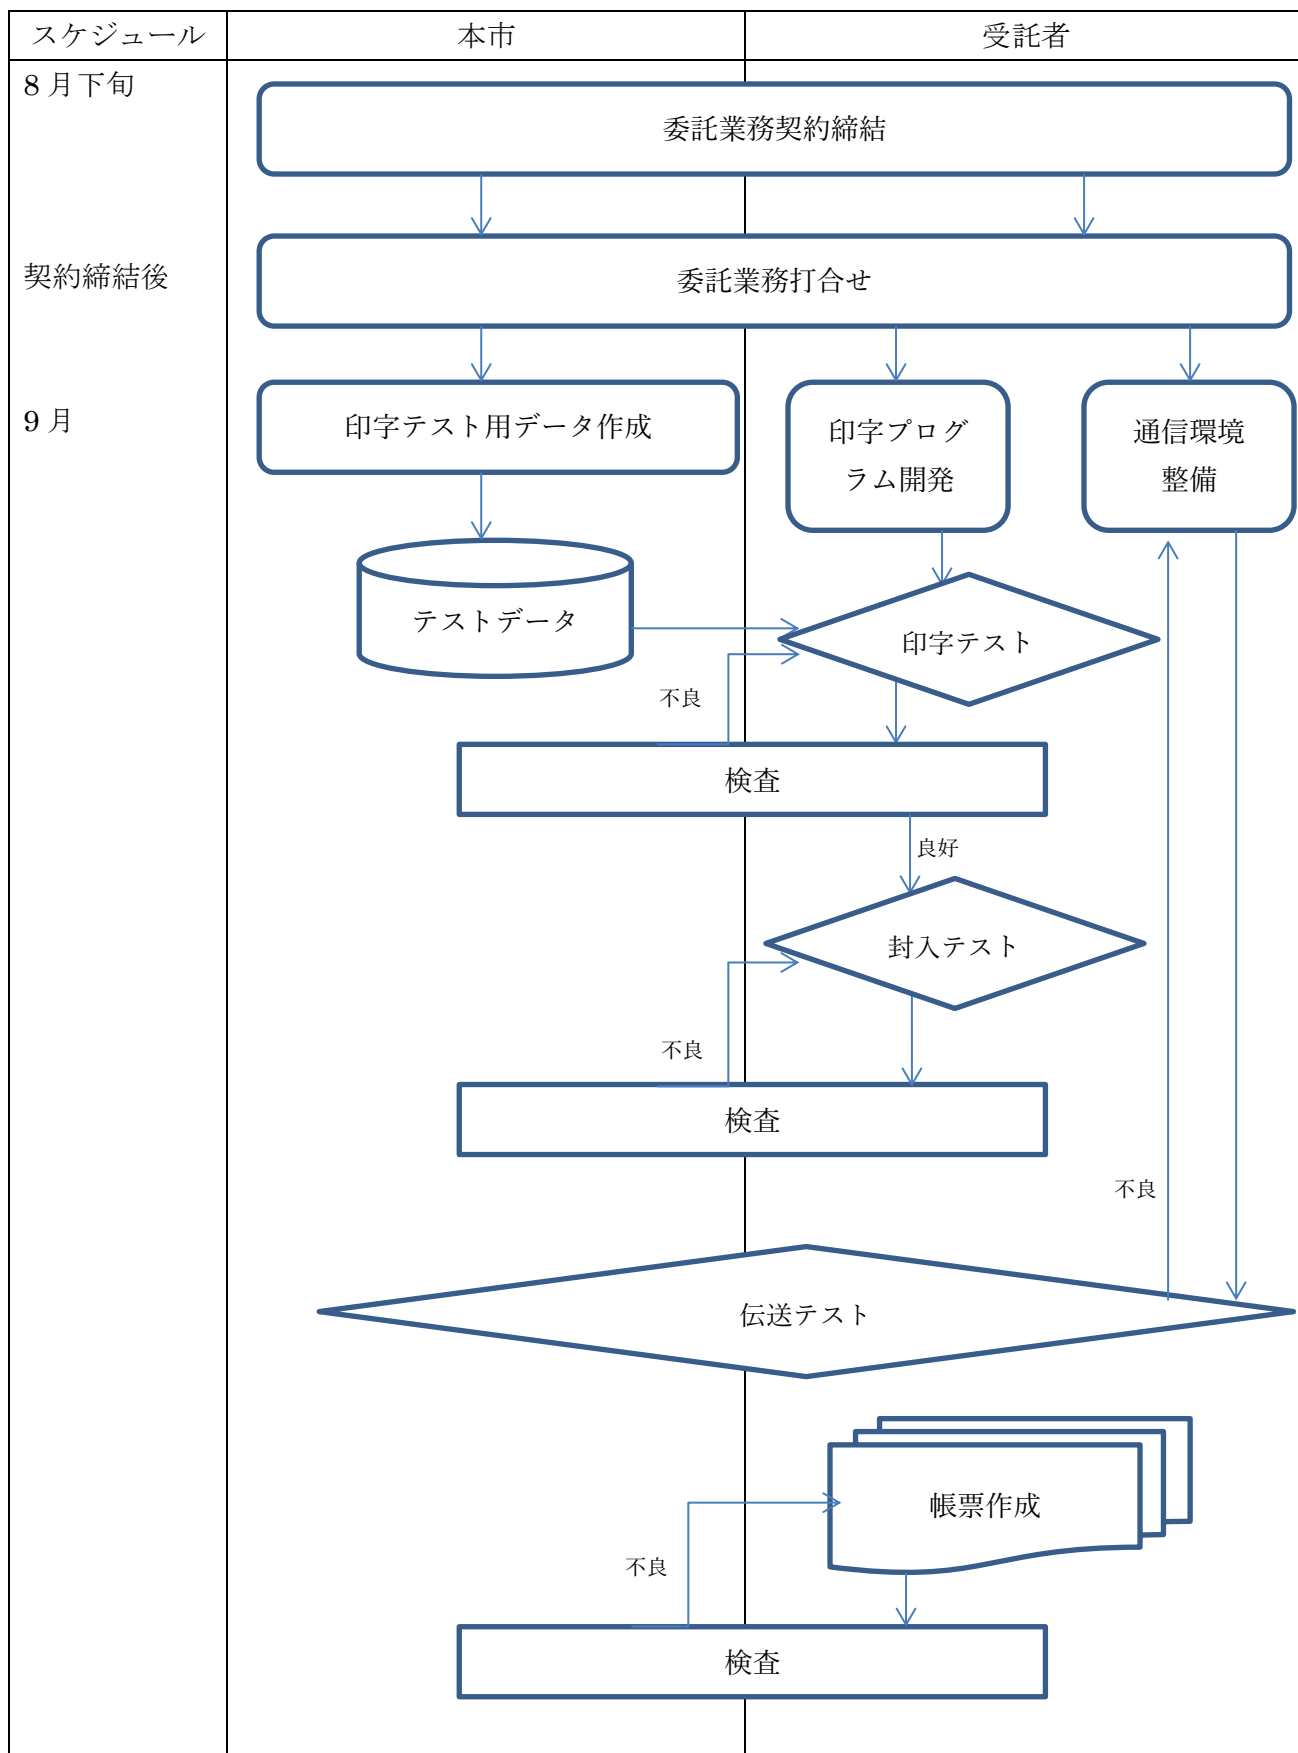 スケジュール
本市
受託者
8月下旬
委託業務契約締結
契約締結後
委託業務打合せ
9月
印字テスト用データ作成
印字プログ
ラム開発
通信環境
整備
テストデータ
印字テスト
不良
検査
良好
封入テスト
不良
検査
不良
伝送テスト
帳票作成
不良
検査